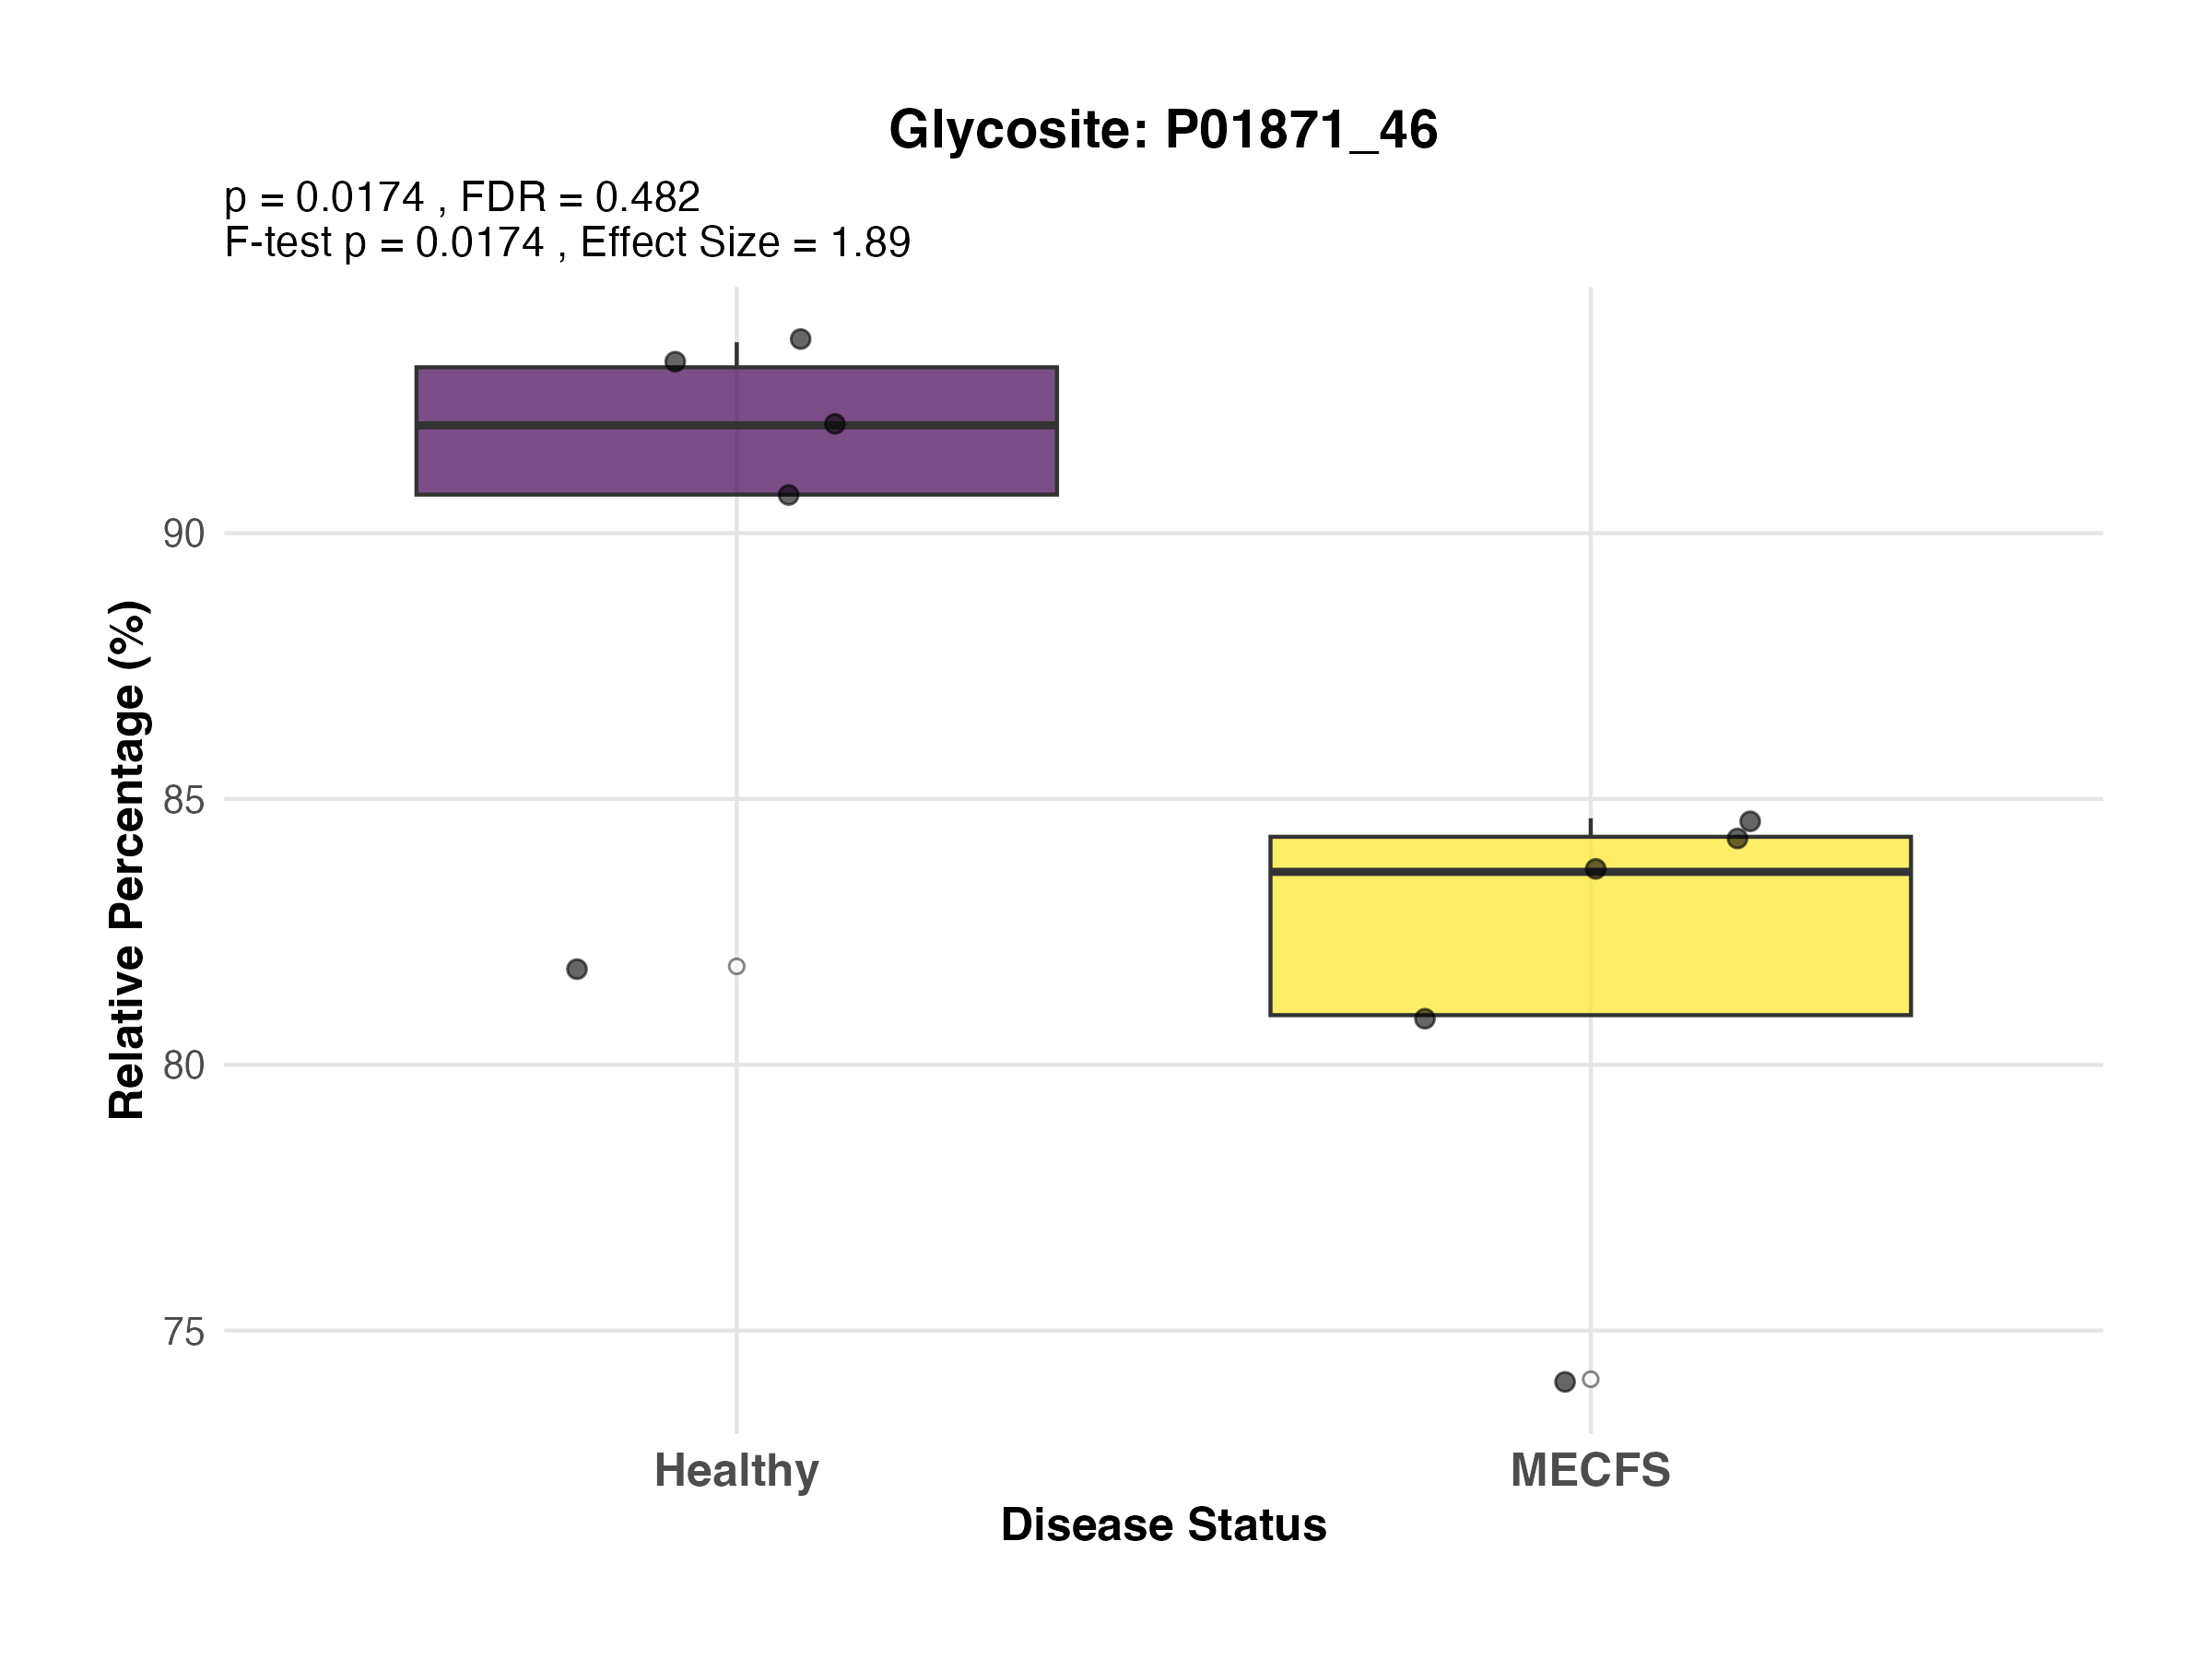 Glycosite: P01871_46
p = 0.0174 , FDR = 0.482
F-test p = 0.0174 , Effect Size = 1.89
Relative Percentage (%)
90
85
80
75
Healthy
MECFS
Disease Status